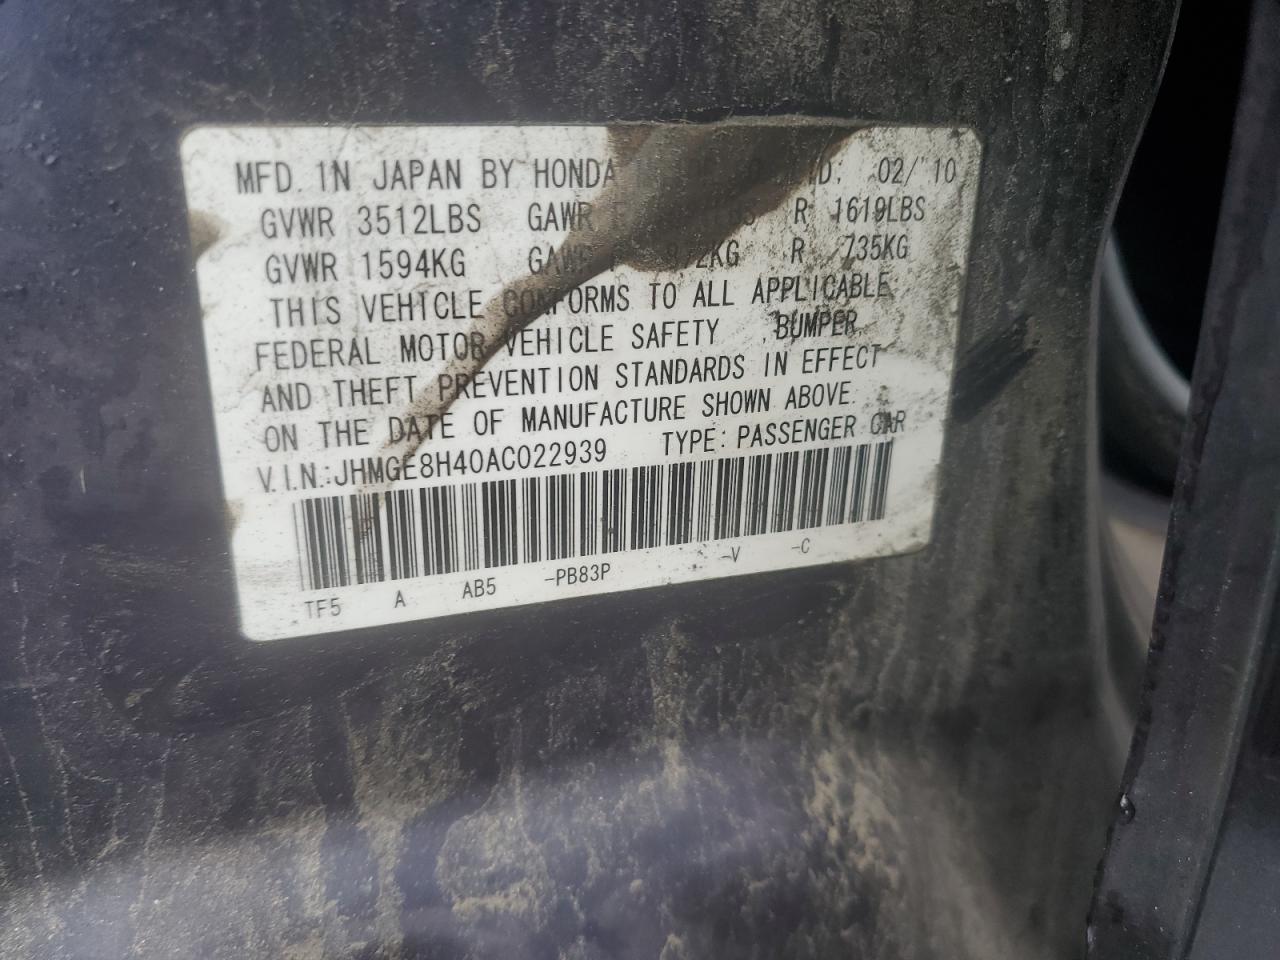 MFD. IN JAPAN BY HONDA 02/'10
GVWR 3512LBS GAWR F R 1619LBS
GVWR 1594KG GAWR F 972KG R 735KG
THIS VEHICLE CONFORMS TO ALL APPLICABLE
FEDERAL MOTOR VEHICLE SAFETY , BUMPER,
AND THEFT PREVENTION STANDARDS IN EFFECT
ON THE DATE OF MANUFACTURE SHOWN ABOVE.
V.I.N.:JHMGE8H40AC022939 TYPE: PASSENGER CAR
TF5 A AB5 -PB83P -V -C